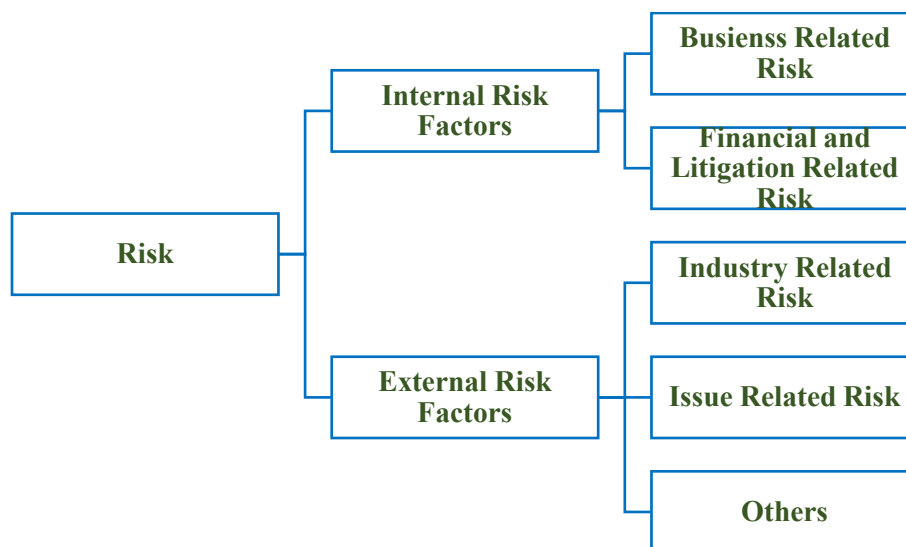 Busienss Related
Risk
Internal Risk
Factors
Financial and
Litigation Related
Risk
Risk
Industry Related
Risk
External Risk
Factors
Issue Related Risk
Others